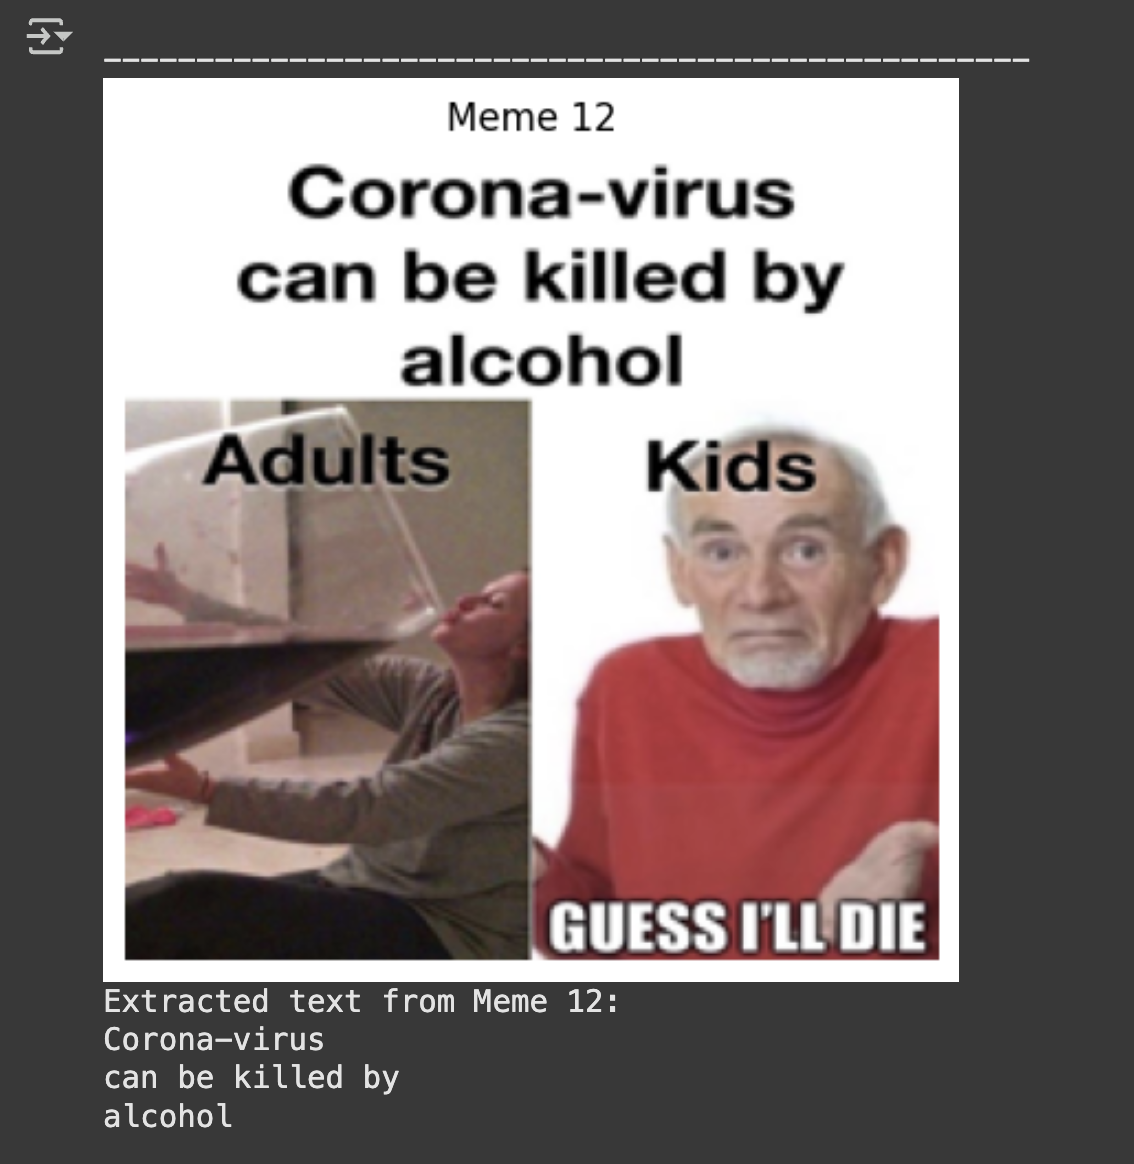 ------------------------------------------------
Meme 12
Corona-virus
can be killed by
alcohol
Adults
Kids
GUESS I'LL DIE
Extracted text from Meme 12:
Corona-virus
can be killed by
alcohol